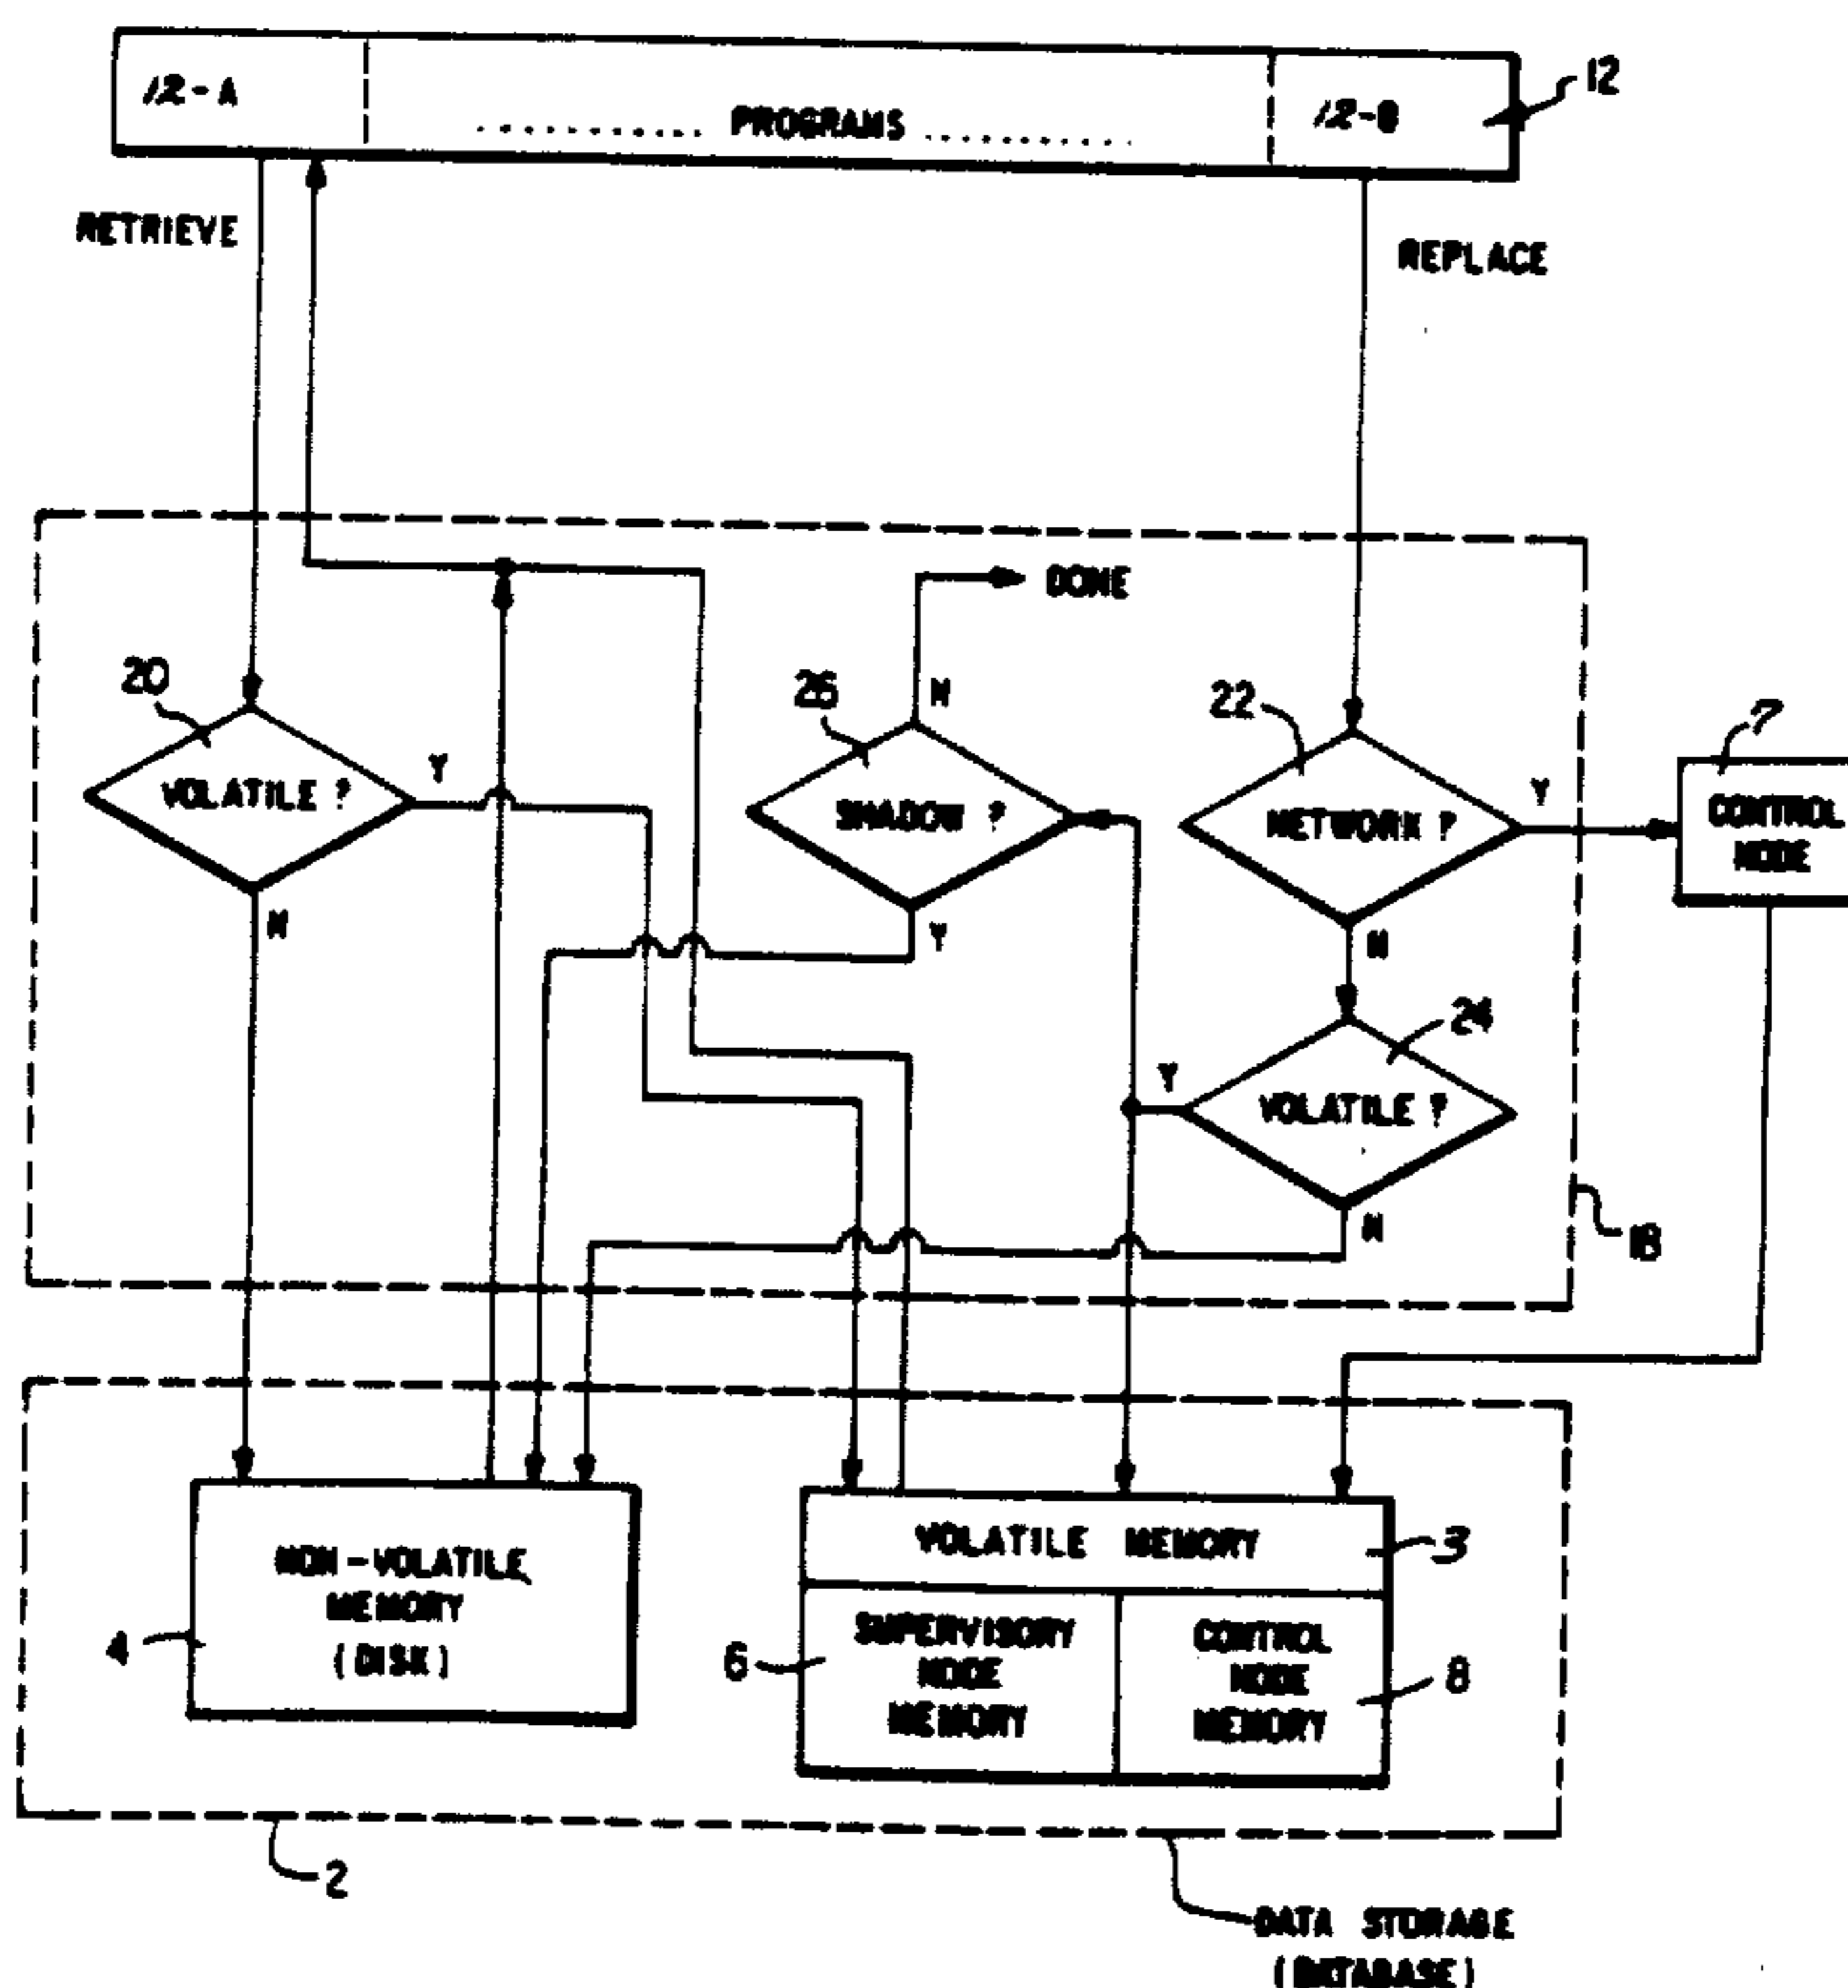 12-A
PROGRAMS
12-B
12
RETRIEVE
REPLACE
DONE
20
26
22
7
N
Y
Y
VOLATILE ?
SHADOW ?
NETWORK ?
CONTROL
NODE
N
Y
N
24
Y
VOLATILE ?
N
18
VOLATILE MEMORY
3
NON-VOLATILE
MEMORY
(DISK)
4
SUPERVISORY
NODE
MEMORY
6
CONTROL
NODE
MEMORY
8
2
DATA STORAGE
(DATABASE)